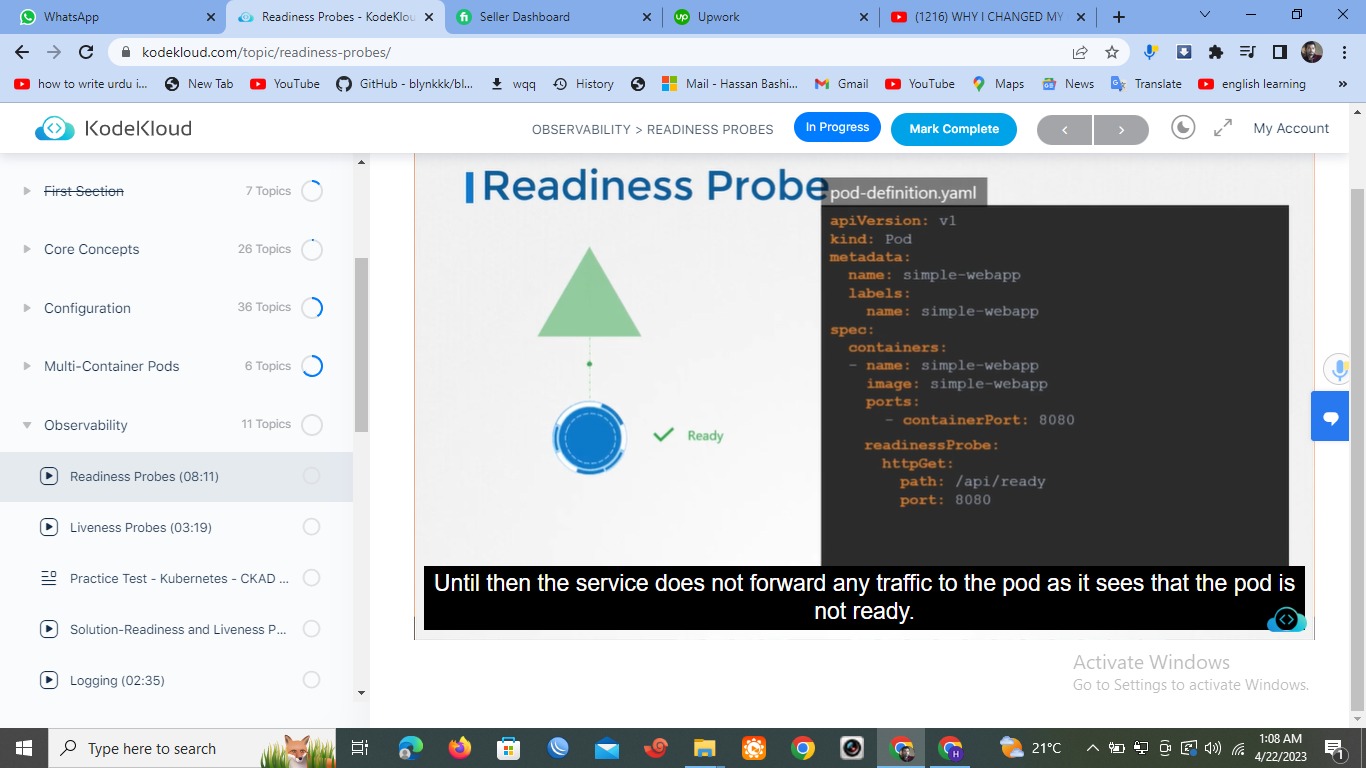 WhatsApp
Readiness Probes - KodeKlou
Seller Dashboard
Upwork
(1216) WHY I CHANGED MY
kodekloud.com/topic/readiness-probes/
how to write urdu i...
New Tab
YouTube
GitHub - blynkkk/bl...
wqq
History
Mail - Hassan Bashi...
Gmail
YouTube
Maps
News
Translate
english learning
»
KodeKloud
OBSERVABILITY > READINESS PROBES
In Progress
Mark Complete
<
>
My Account
First Section
7 Topics
Core Concepts
26 Topics
Configuration
36 Topics
Multi-Container Pods
6 Topics
Observability
11 Topics
Readiness Probes (08:11)
Liveness Probes (03:19)
Practice Test - Kubernetes - CKAD ...
Solution-Readiness and Liveness P...
Logging (02:35)
Readiness Probe
Ready
pod-definition.yaml
apiVersion: v1
kind: Pod
metadata:
  name: simple-webapp
  labels:
    name: simple-webapp
spec:
  containers:
  - name: simple-webapp
    image: simple-webapp
    ports:
      - containerPort: 8080
    readinessProbe:
      httpGet:
        path: /api/ready
        port: 8080
Until then the service does not forward any traffic to the pod as it sees that the pod is
not ready.
Activate Windows
Go to Settings to activate Windows.
Type here to search
H
21°C
1:08 AM
4/22/2023
1